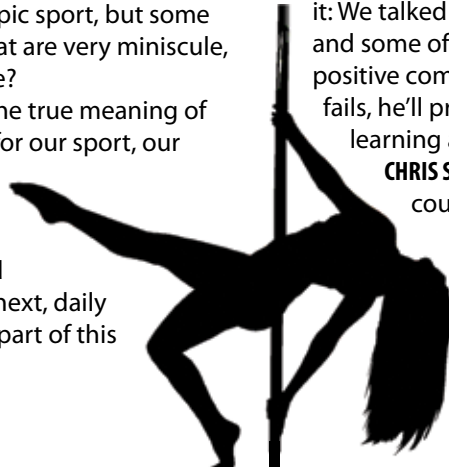 pic sport, but some
at are very miniscule,
e?
he true meaning of
for our sport, our
next, daily
part of this
it: We talked
and some of
positive com
fails, he'll pr
learning a
CHRIS S
cou